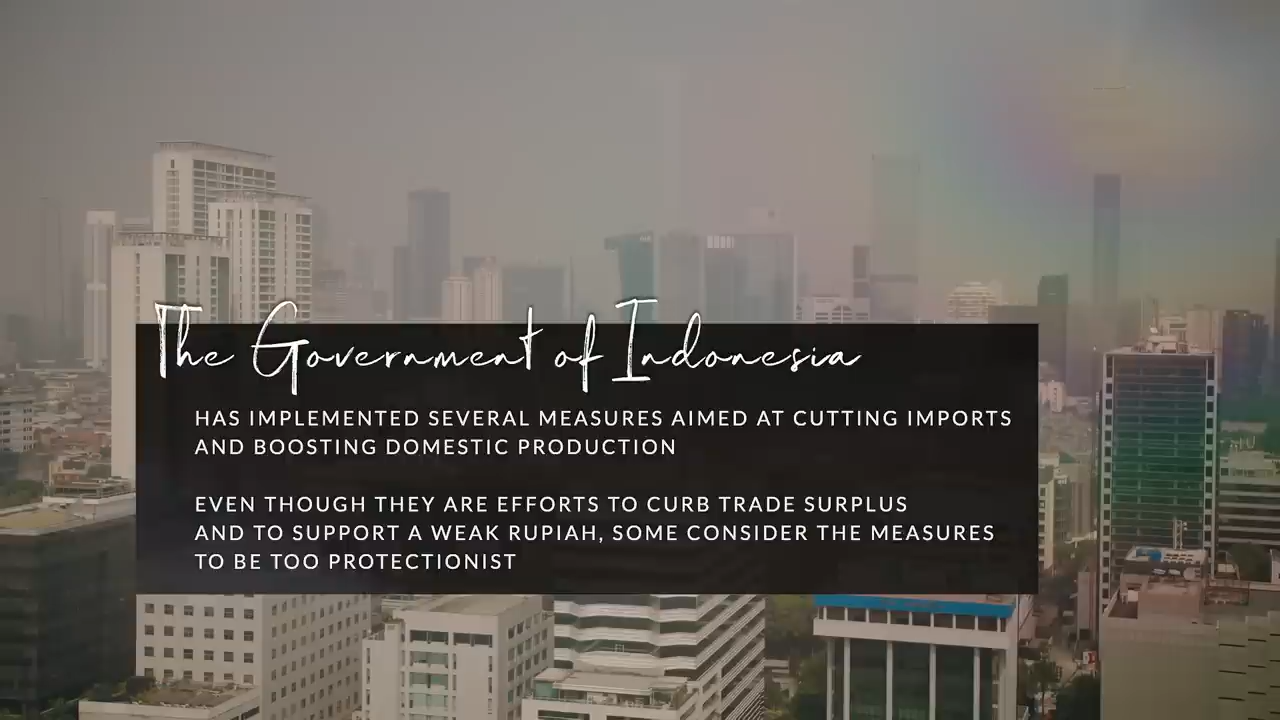 The Government of Indonesia
HAS IMPLEMENTED SEVERAL MEASURES AIMED AT CUTTING IMPORTS
AND BOOSTING DOMESTIC PRODUCTION
EVEN THOUGH THEY ARE EFFORTS TO CURB TRADE SURPLUS
AND TO SUPPORT A WEAK RUPIAH, SOME CONSIDER THE MEASURES
TO BE TOO PROTECTIONIST